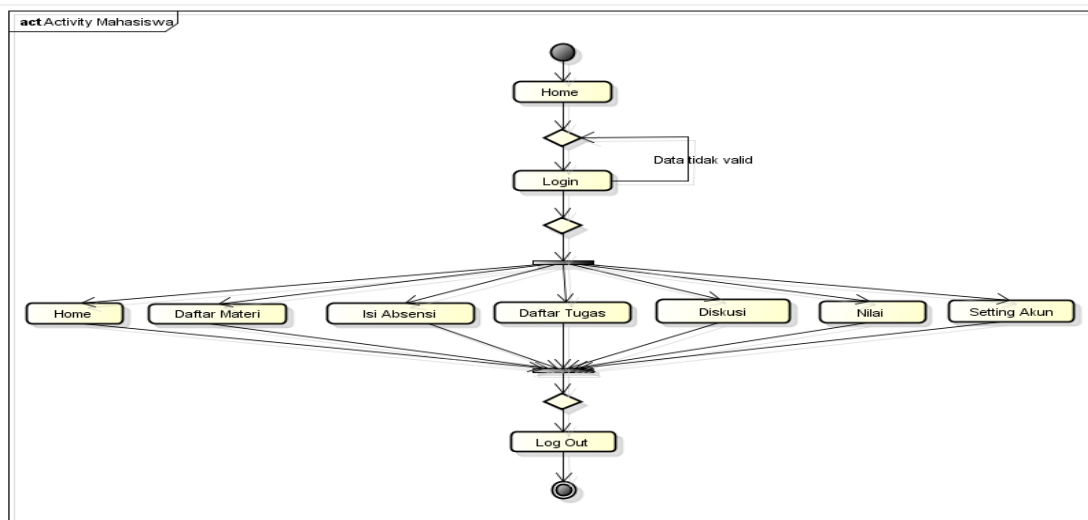 act Activity Mahasiswa
Home
Data tidak valid
Login
Home
Daftar Materi
Isi Absensi
Daftar Tugas
Diskusi
Nilai
Setting Akun
Log Out